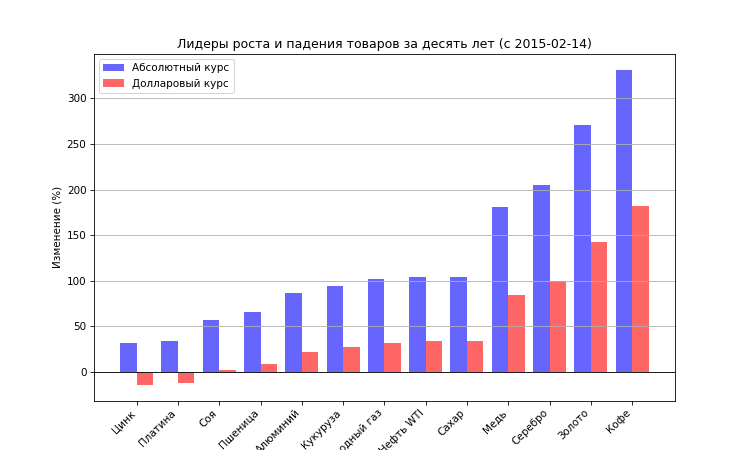 Лидеры роста и падения товаров за десять лет (с 2015-02-14)
Абсолютный курс
Долларовый курс
Изменение (%)
300
250
200
150
100
50
0
Цинк
Платина
Соя
Пшеница
Алюминий
Кукуруза
одный газ
Нефть WTI
Сахар
Медь
Серебро
Золото
Кофе